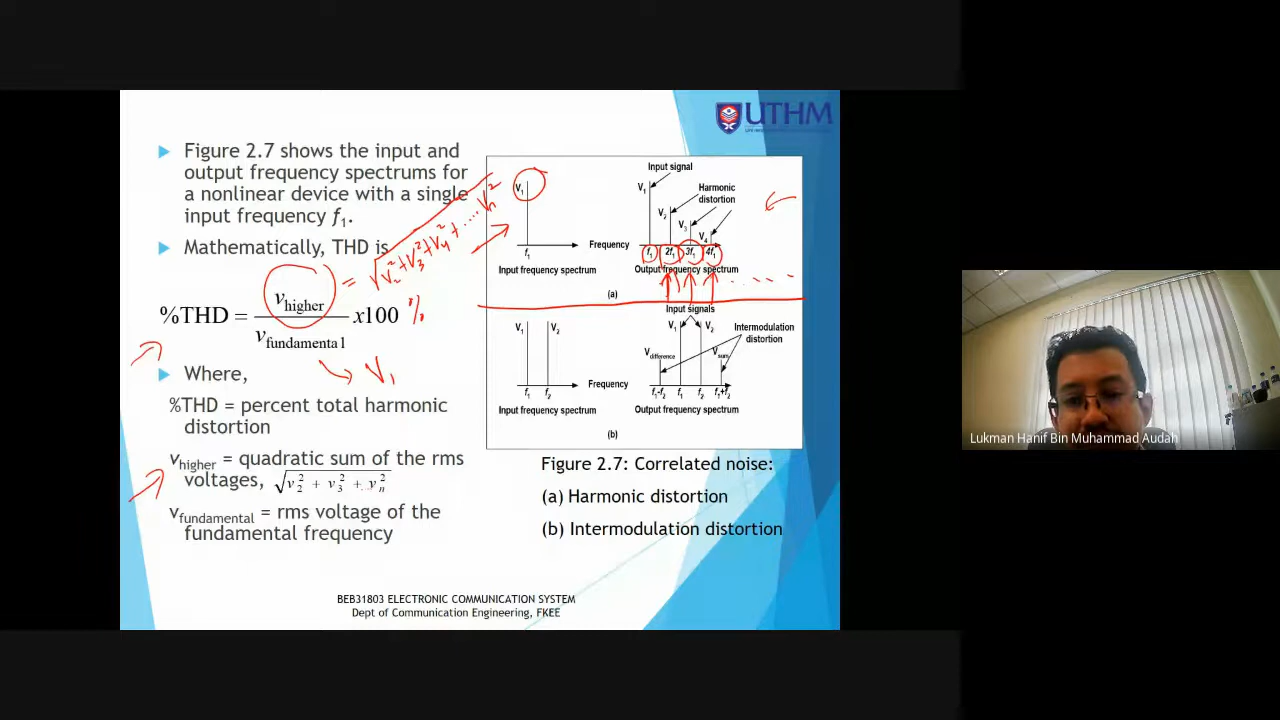 UTHM
Figure 2.7 shows the input and
output frequency spectrums for
a nonlinear device with a single
input frequency f₁.
Mathematically, THD is
= √V₂²+V₃²+V₄²+....Vₙ²
%THD = v_higher / v_fundamental x100 %
→ V₁
Where,
%THD = percent total harmonic
distortion
v_higher = quadratic sum of the rms
voltages, √v₂² + v₃² + .. vₙ²
v_fundamental = rms voltage of the
fundamental frequency
V₁
f₁
Frequency
Input frequency spectrum
Input signal
V₁
Harmonic
distortion
V₂
V₃
V₄
f₁ 2f₁ 3f₁ 4f₁
Output frequency spectrum
(a)
V₁ V₂
f₁ f₂
Frequency
Input frequency spectrum
Input signals
V₁ V₂
Intermodulation
distortion
V_difference
V_sum
f₁-f₂ f₁ f₂ f₁+f₂
Output frequency spectrum
(b)
Figure 2.7: Correlated noise:
(a) Harmonic distortion
(b) Intermodulation distortion
BEB31803 ELECTRONIC COMMUNICATION SYSTEM
Dept of Communication Engineering, FKEE
Lukman Hanif Bin Muhammad Audah